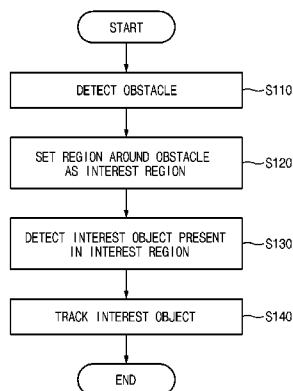 START
DETECT OBSTACLE
S110
SET REGION AROUND OBSTACLE
AS INTEREST REGION
S120
DETECT INTEREST OBJECT PRESENT
IN INTEREST REGION
S130
TRACK INTEREST OBJECT
S140
END